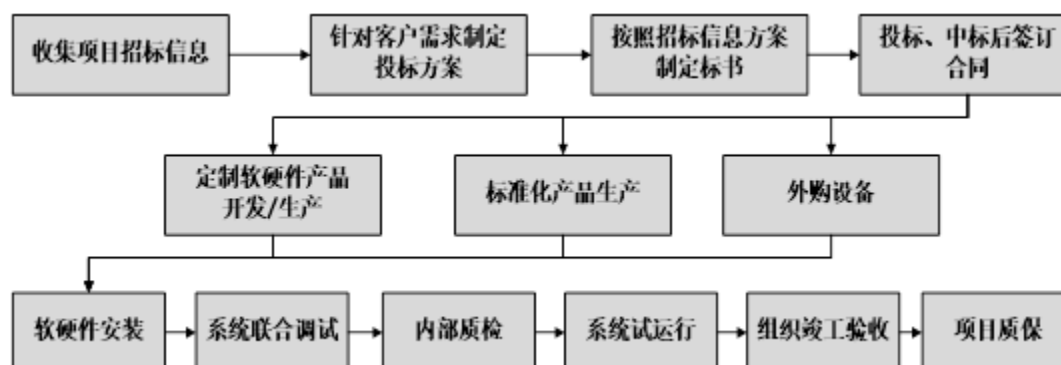 收集项目招标信息
针对客户需求制定
投标方案
按照招标信息方案
制定标书
投标、中标后签订
合同
定制软硬件产品
开发/生产
标准化产品生产
外购设备
软硬件安装
系统联合调试
内部质检
系统试运行
组织竣工验收
项目质保